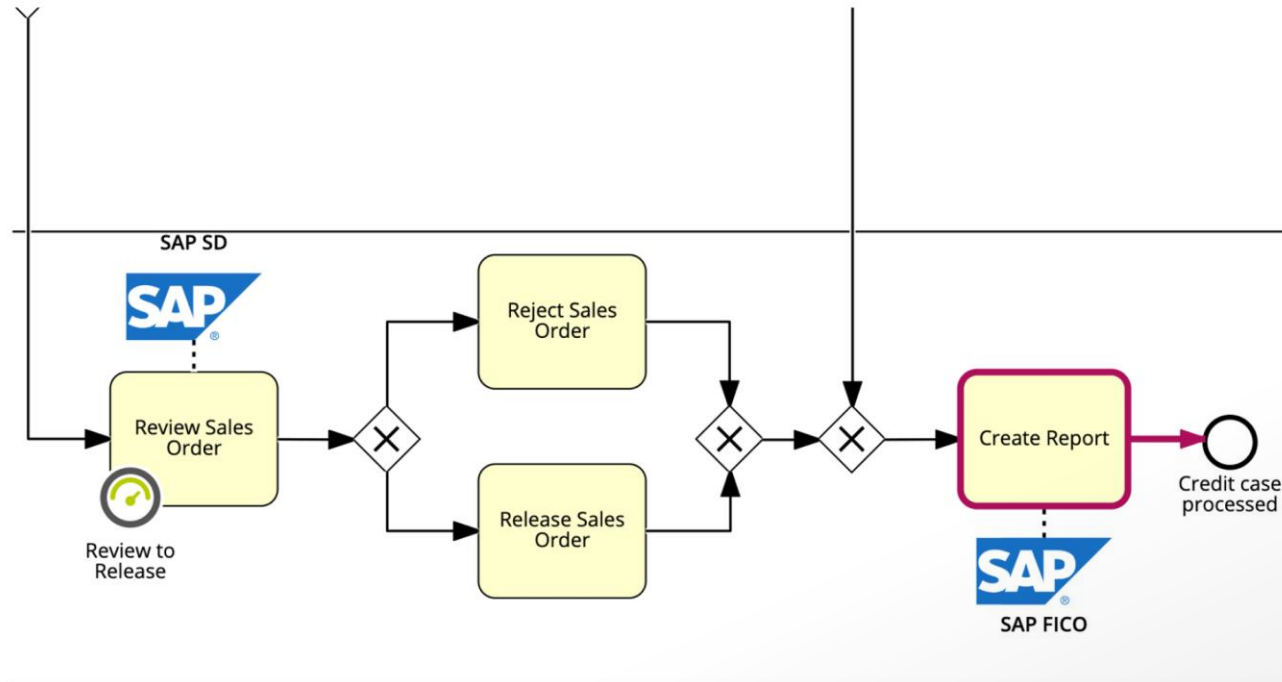 SAP SD
SAP
®
Review Sales
Order
Review to
Release
Reject Sales
Order
Release Sales
Order
Create Report
Credit case
processed
SAP
®
SAP FICO